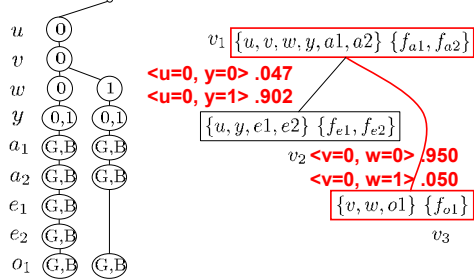 u 0
v 0
w 0 1
y 0,1 0,1
a₁ G,B G,B
a₂ G,B G,B
e₁ G,B
e₂ G,B
o₁ G,B G,B
v₁ {u, v, w, y, a1, a2} {fₐ₁, fₐ₂}
<u=0, y=0> .047
<u=0, y=1> .902
{u, y, e1, e2} {fₑ₁, fₑ₂}
v₂ <v=0, w=0> .950
<v=0, w=1> .050
{v, w, o1} {fₒ₁}
v₃